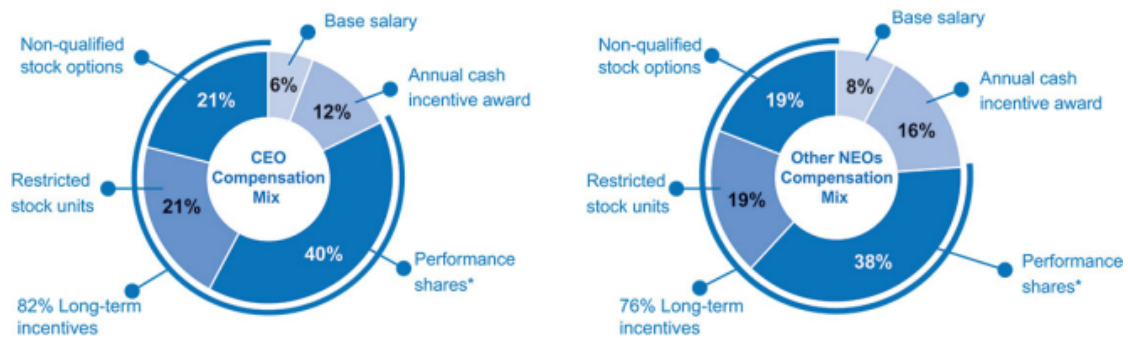 Base salary
Non-qualified
stock options
6%
Annual cash
incentive award
21%
12%
CEO
Compensation
Mix
Restricted
stock units
21%
40%
Performance
shares*
82% Long-term
incentives
Base salary
Non-qualified
stock options
8%
Annual cash
incentive award
19%
16%
Other NEOs
Compensation
Mix
Restricted
stock units
19%
38%
Performance
shares*
76% Long-term
incentives